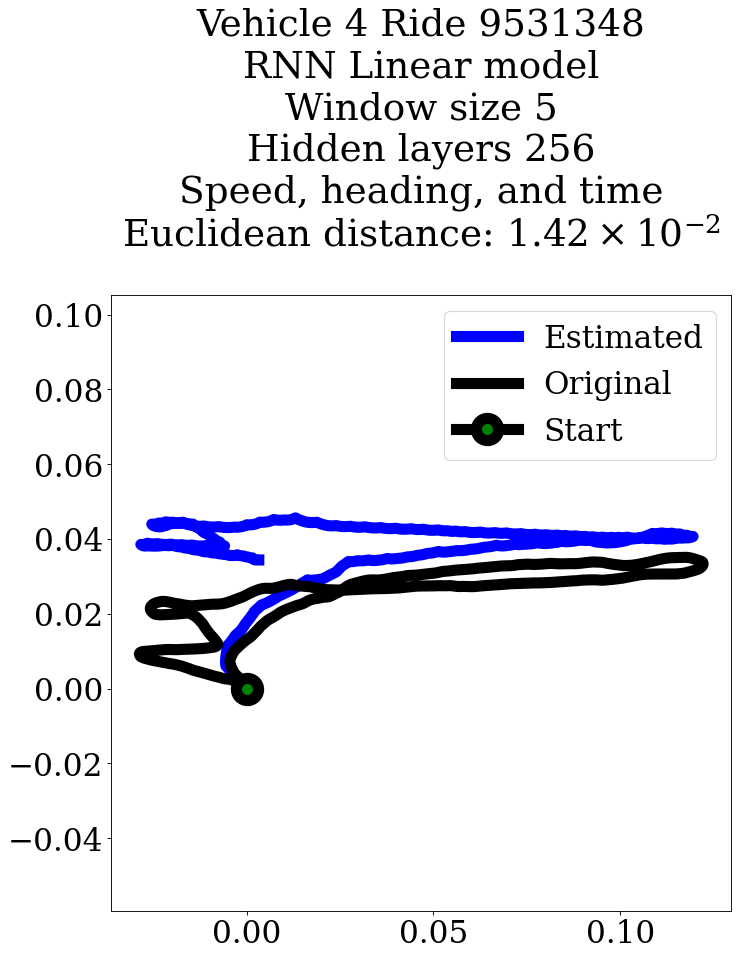 Vehicle 4 Ride 9531348
RNN Linear model
Window size 5
Hidden layers 256
Speed, heading, and time
Euclidean distance: 1.42 × 10⁻²
Estimated
Original
Start
0.10
0.08
0.06
0.04
0.02
0.00
−0.02
−0.04
0.00 0.05 0.10